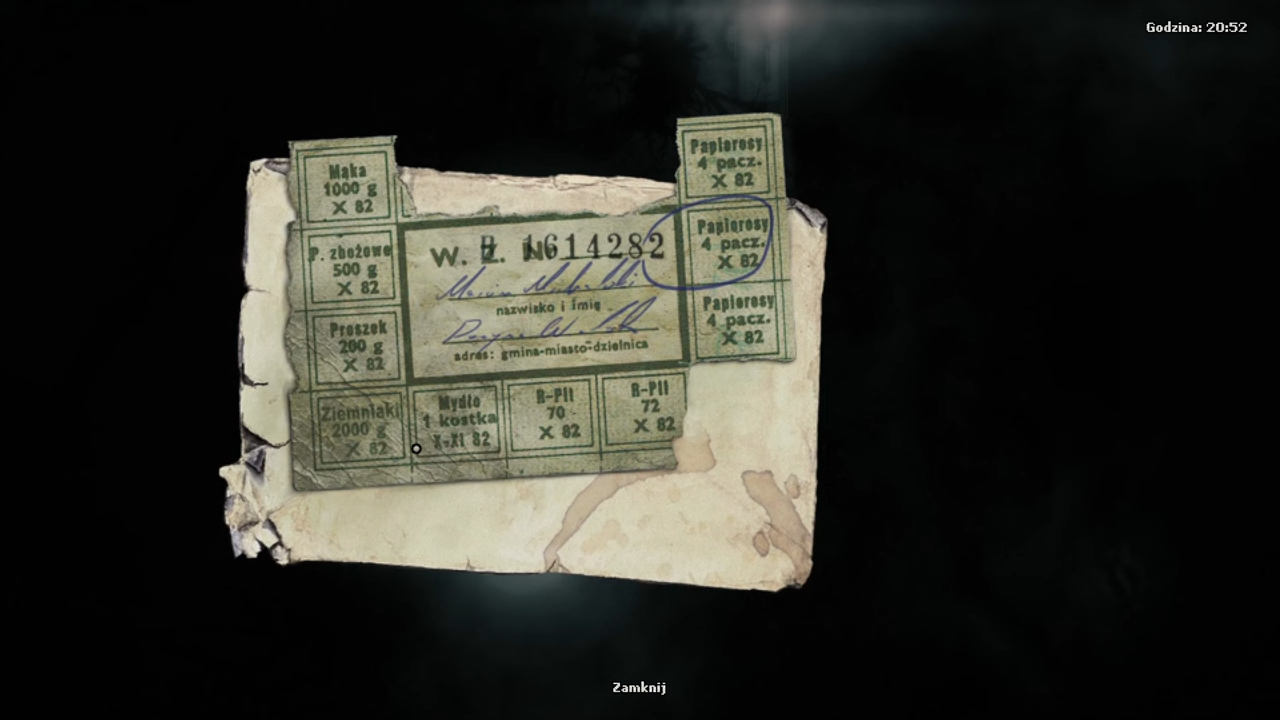 Godzina: 20:52
Mąka
1000 g
X 82
Papierosy
4 pacz.
X 82
P. zbożowe
500 g
X 82
W. Ż. № 1614282
nazwisko i imię
adres: gmina-miasto-dzielnica
Papierosy
4 pacz.
X 82
Proszek
200 g
X 82
Papierosy
4 pacz.
X 82
Ziemniaki
2000 g
X 82
Mydło
1 kostka
X-XI 82
R-PII
70
X 82
R-PII
72
X 82
Zamknij